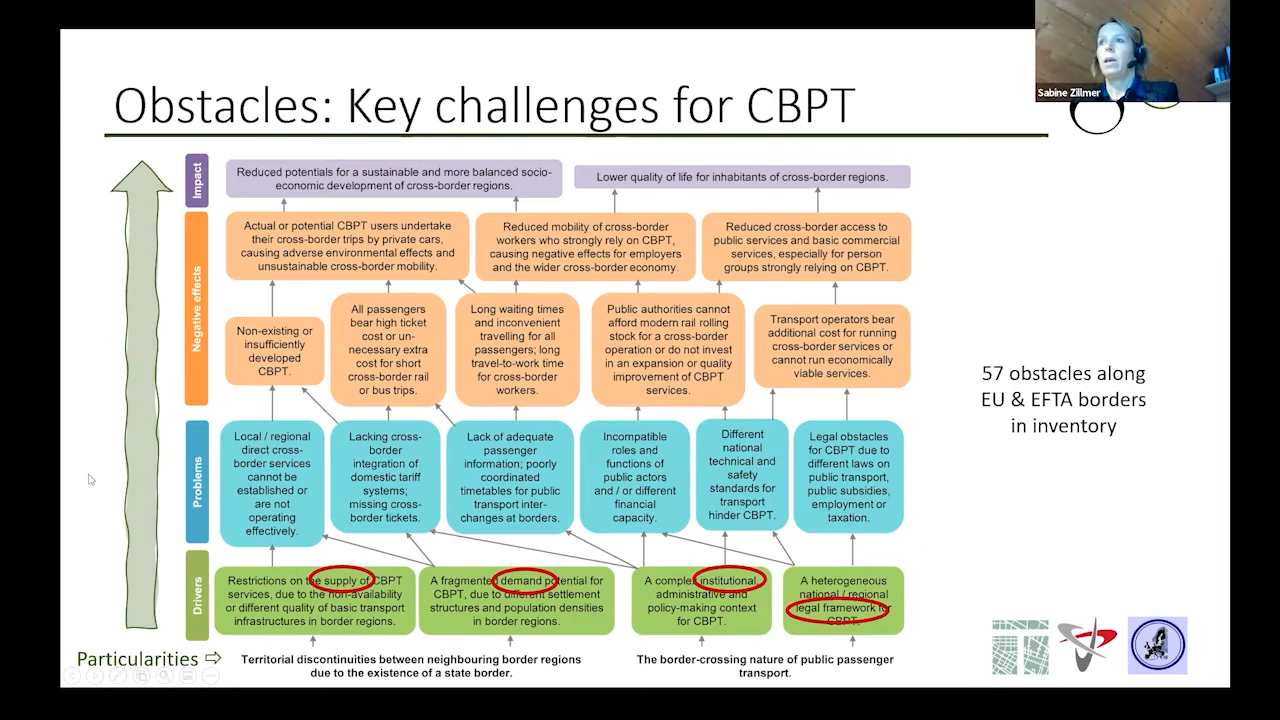 Sabine Zillmer
Obstacles: Key challenges for CBPT
Impact
Reduced potentials for a sustainable and more balanced socio-
economic development of cross-border regions.
Lower quality of life for inhabitants of cross-border regions.
Negative effects
Actual or potential CBPT users undertake
their cross-border trips by private cars,
causing adverse environmental effects and
unsustainable cross-border mobility.
Reduced mobility of cross-border
workers who strongly rely on CBPT,
causing negative effects for employers
and the wider cross-border economy.
Reduced cross-border access to
public services and basic commercial
services, especially for person
groups strongly relying on CBPT.
Non-existing or
insufficiently
developed
CBPT.
All passengers
bear high ticket
cost or un-
necessary extra
cost for short
cross-border rail
or bus trips.
Long waiting times
and inconvenient
travelling for all
passengers; long
travel-to-work time
for cross-border
workers.
Public authorities cannot
afford modern rail rolling
stock for a cross-border
operation or do not invest
in an expansion or quality
improvement of CBPT
services.
Transport operators bear
additional cost for running
cross-border services or
cannot run economically
viable services.
57 obstacles along
EU & EFTA borders
in inventory
Problems
Local / regional
direct cross-
border services
cannot be
established or
are not
operating
effectively.
Lacking cross-
border
integration of
domestic tariff
systems;
missing cross-
border tickets.
Lack of adequate
passenger
information; poorly
coordinated
timetables for public
transport inter-
changes at borders.
Incompatible
roles and
functions of
public actors
and / or different
financial
capacity.
Different
national
technical and
safety
standards for
transport
hinder CBPT.
Legal obstacles
for CBPT due to
different laws on
public transport,
public subsidies,
employment or
taxation.
Drivers
Restrictions on the supply of CBPT
services, due to the non-availability
or different quality of basic transport
infrastructures in border regions.
A fragmented demand potential for
CBPT, due to different settlement
structures and population densities
in border regions.
A complex institutional,
administrative and
policy-making context
for CBPT.
A heterogeneous
national / regional
legal framework for
CBPT.
Particularities
Territorial discontinuities between neighbouring border regions
due to the existence of a state border.
The border-crossing nature of public passenger
transport.